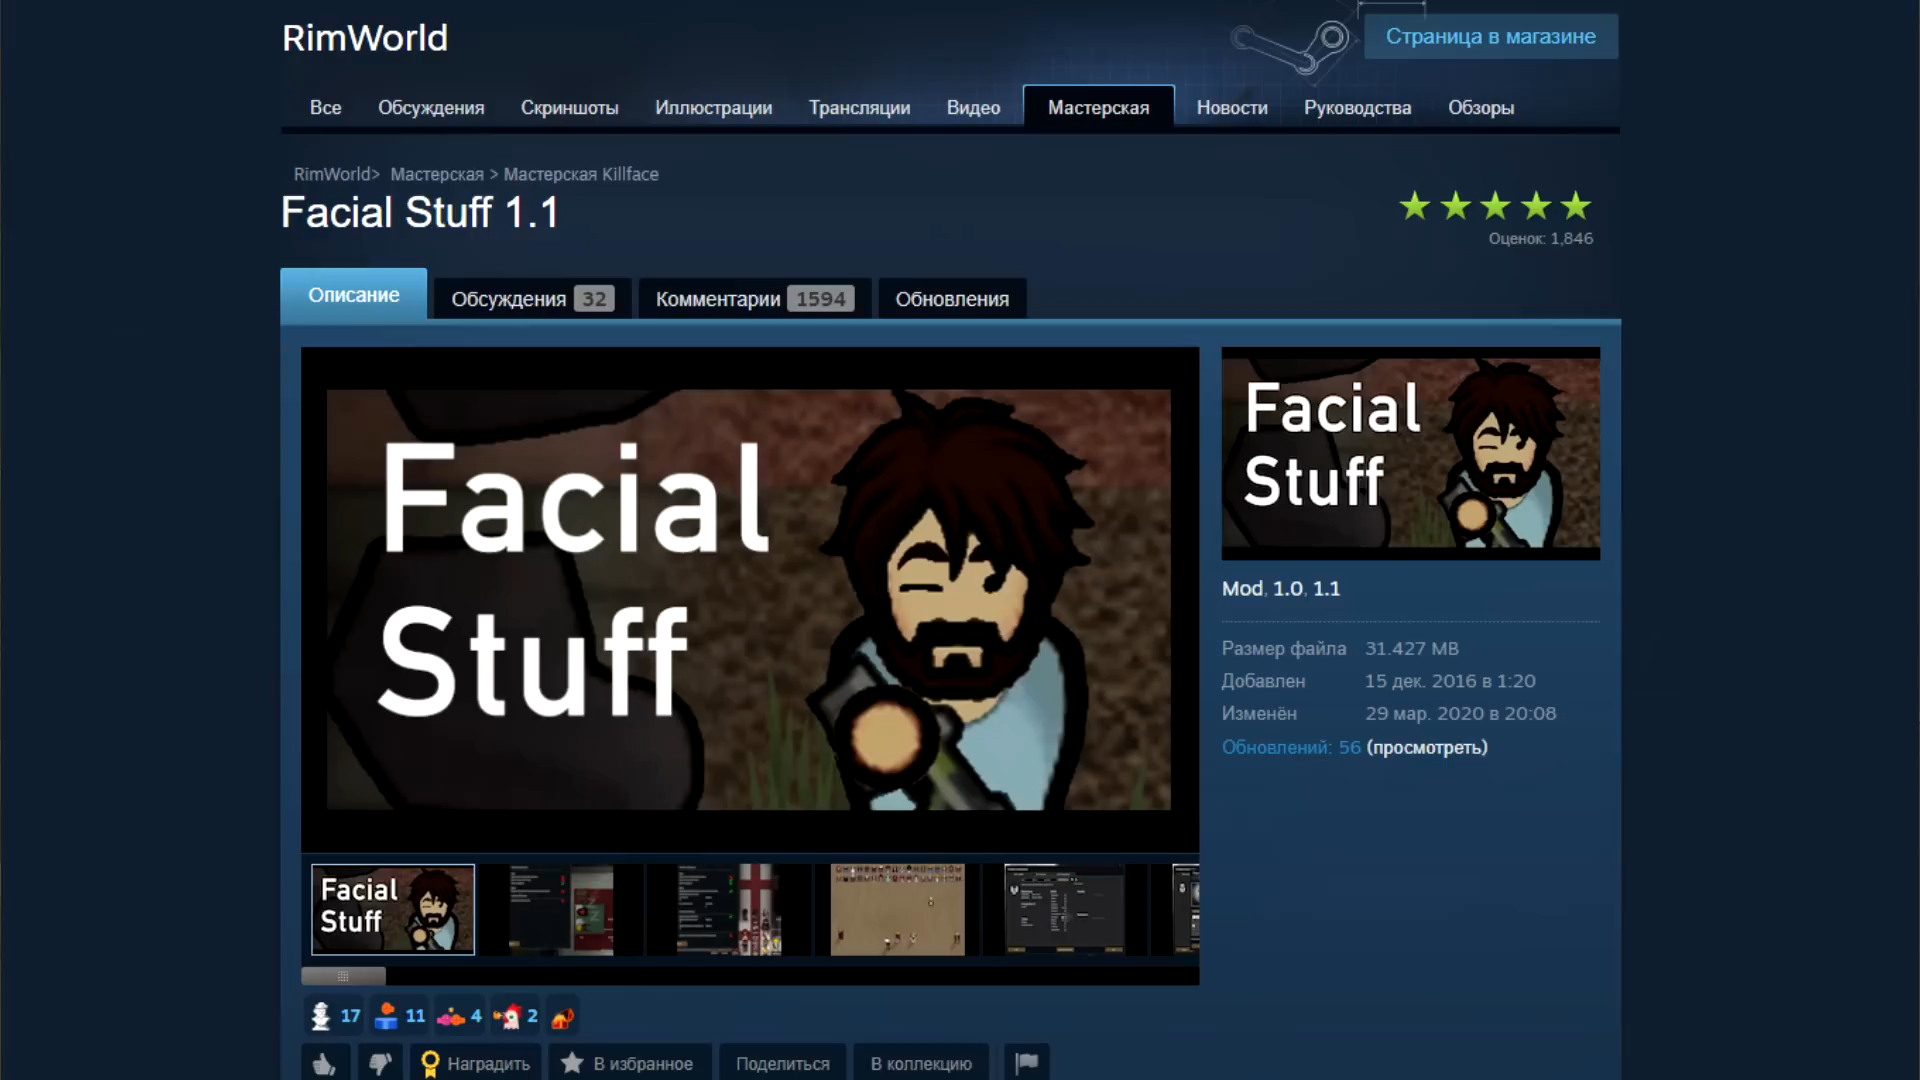 RimWorld
Страница в магазине
Все Обсуждения Скриншоты Иллюстрации Трансляции Видео Мастерская Новости Руководства Обзоры
RimWorld> Мастерская > Мастерская Killface
Facial Stuff 1.1
Оценок: 1,846
Описание Обсуждения 32 Комментарии 1594 Обновления
Facial
Stuff
Facial
Stuff
Mod, 1.0, 1.1
Размер файла 31.427 MB
Добавлен 15 дек. 2016 в 1:20
Изменён 29 мар. 2020 в 20:08
Обновлений: 56 (просмотреть)
Facial
Stuff
17 11 4 2
Наградить В избранное Поделиться В коллекцию